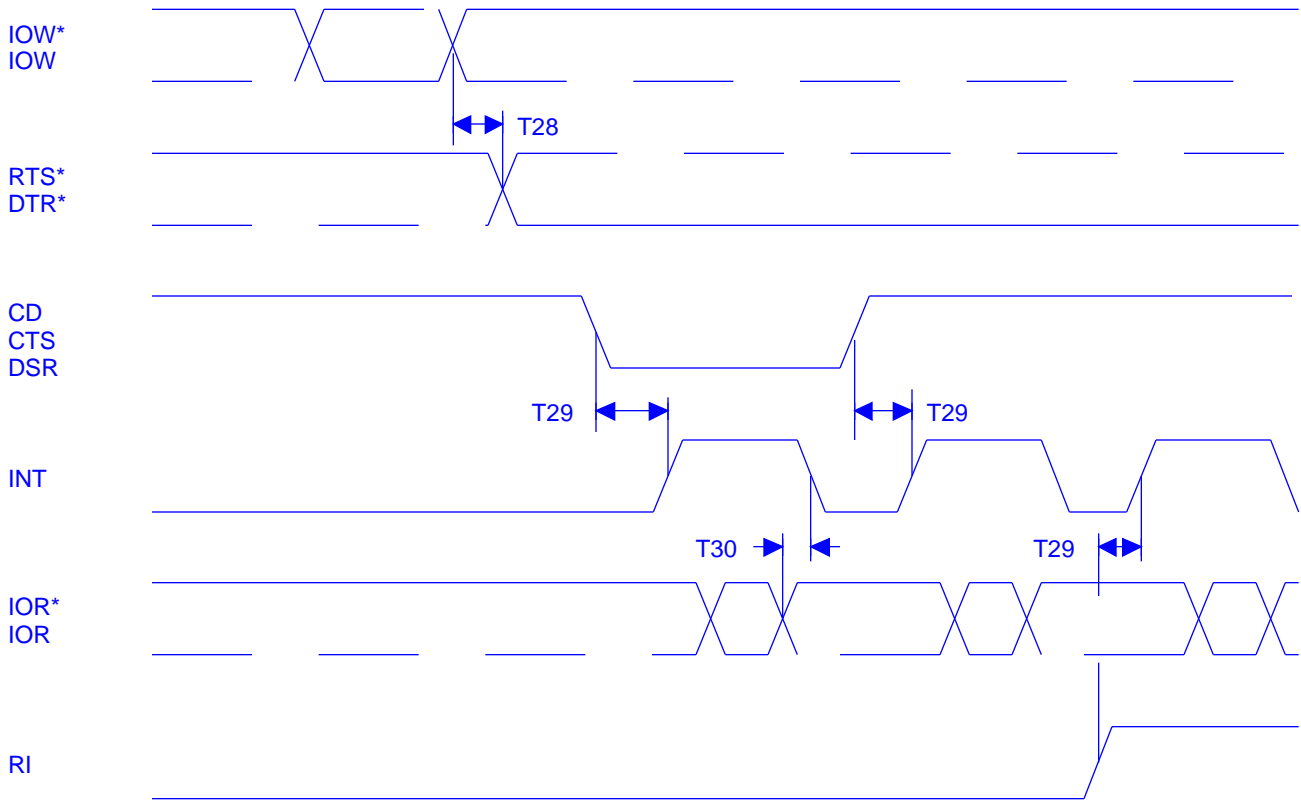 IOW*
IOW
T28
RTS*
DTR*
CD
CTS
DSR
T29
T29
INT
T30
T29
IOR*
IOR
RI